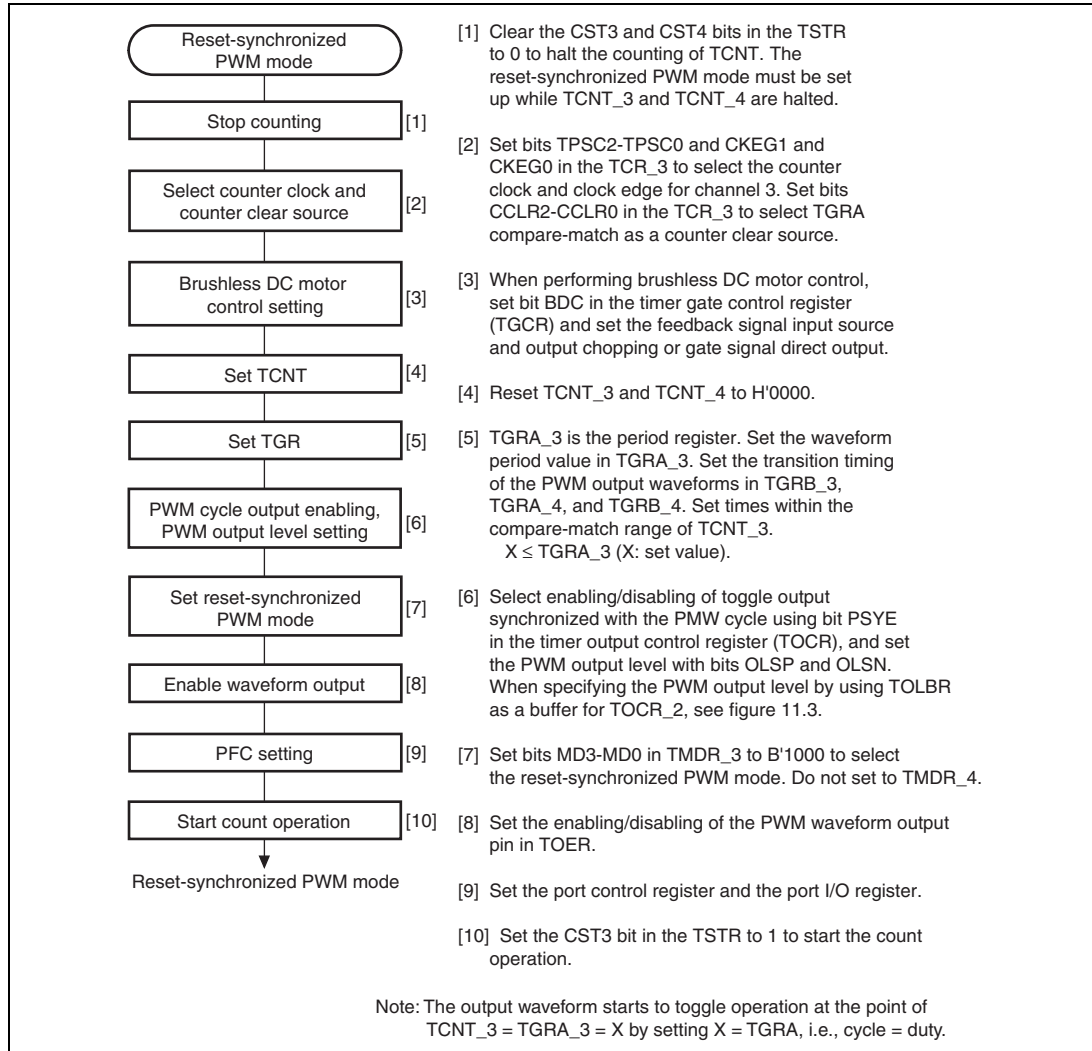 Reset-synchronized
PWM mode
Stop counting
[1]
Select counter clock and
counter clear source
[2]
Brushless DC motor
control setting
[3]
Set TCNT
[4]
Set TGR
[5]
PWM cycle output enabling,
PWM output level setting
[6]
Set reset-synchronized
PWM mode
[7]
Enable waveform output
[8]
PFC setting
[9]
Start count operation
[10]
Reset-synchronized PWM mode
[1] Clear the CST3 and CST4 bits in the TSTR
to 0 to halt the counting of TCNT. The
reset-synchronized PWM mode must be set
up while TCNT_3 and TCNT_4 are halted.
[2] Set bits TPSC2-TPSC0 and CKEG1 and
CKEG0 in the TCR_3 to select the counter
clock and clock edge for channel 3. Set bits
CCLR2-CCLR0 in the TCR_3 to select TGRA
compare-match as a counter clear source.
[3] When performing brushless DC motor control,
set bit BDC in the timer gate control register
(TGCR) and set the feedback signal input source
and output chopping or gate signal direct output.
[4] Reset TCNT_3 and TCNT_4 to H'0000.
[5] TGRA_3 is the period register. Set the waveform
period value in TGRA_3. Set the transition timing
of the PWM output waveforms in TGRB_3,
TGRA_4, and TGRB_4. Set times within the
compare-match range of TCNT_3.
X ≤ TGRA_3 (X: set value).
[6] Select enabling/disabling of toggle output
synchronized with the PMW cycle using bit PSYE
in the timer output control register (TOCR), and set
the PWM output level with bits OLSP and OLSN.
When specifying the PWM output level by using TOLBR
as a buffer for TOCR_2, see figure 11.3.
[7] Set bits MD3-MD0 in TMDR_3 to B'1000 to select
the reset-synchronized PWM mode. Do not set to TMDR_4.
[8] Set the enabling/disabling of the PWM waveform output
pin in TOER.
[9] Set the port control register and the port I/O register.
[10] Set the CST3 bit in the TSTR to 1 to start the count
operation.
Note: The output waveform starts to toggle operation at the point of
TCNT_3 = TGRA_3 = X by setting X = TGRA, i.e., cycle = duty.